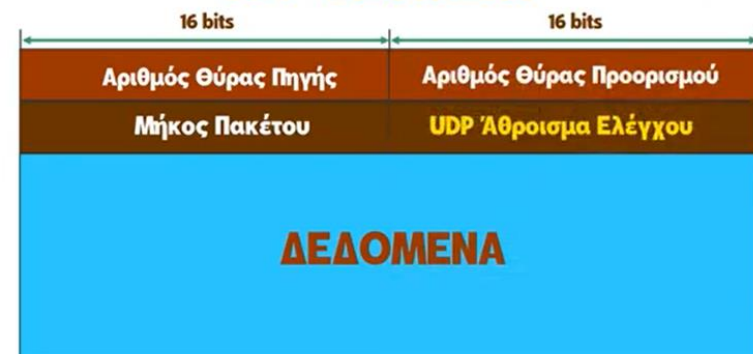 16 bits 16 bits
Αριθμός Θύρας Πηγής Αριθμός Θύρας Προορισμού
Μήκος Πακέτου UDP Άθροισμα Ελέγχου
ΔΕΔΟΜΕΝΑ